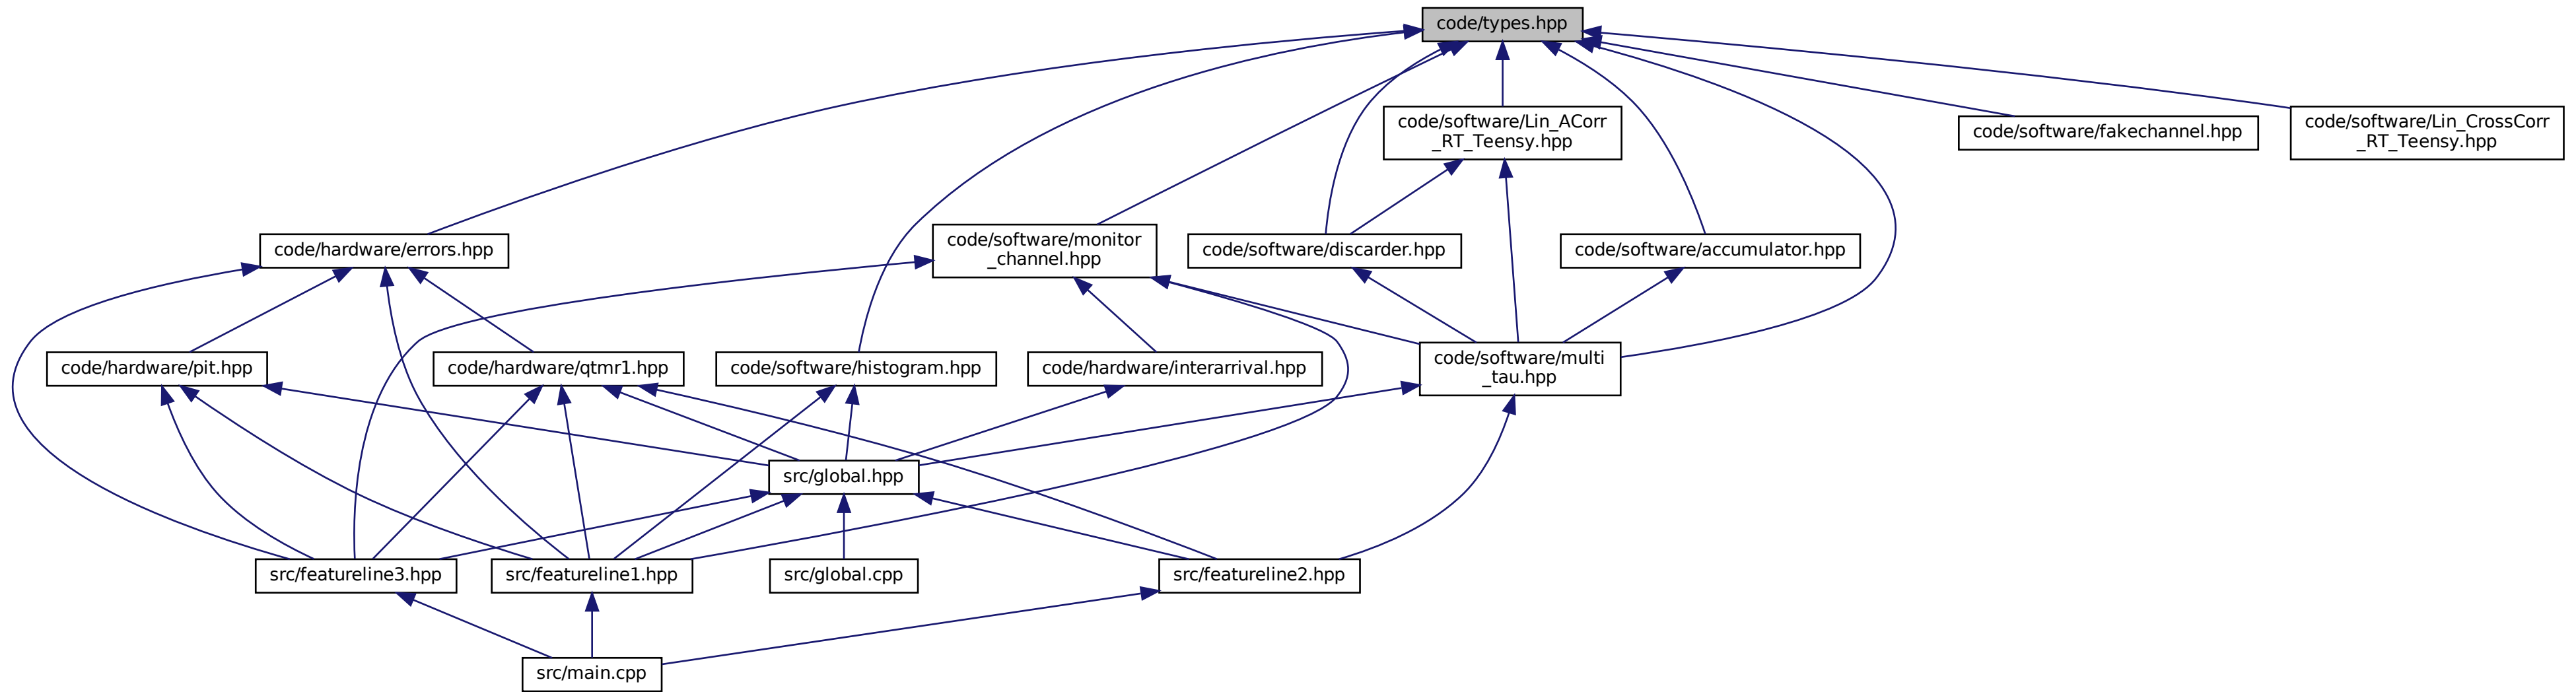 code/types.hpp
code/software/Lin_ACorr
_RT_Teensy.hpp
code/software/fakechannel.hpp
code/software/Lin_CrossCorr
_RT_Teensy.hpp
code/hardware/errors.hpp
code/software/monitor
_channel.hpp
code/software/discarder.hpp
code/software/accumulator.hpp
code/hardware/pit.hpp
code/hardware/qtmr1.hpp
code/software/histogram.hpp
code/hardware/interarrival.hpp
code/software/multi
_tau.hpp
src/global.hpp
src/featureline3.hpp
src/featureline1.hpp
src/global.cpp
src/featureline2.hpp
src/main.cpp